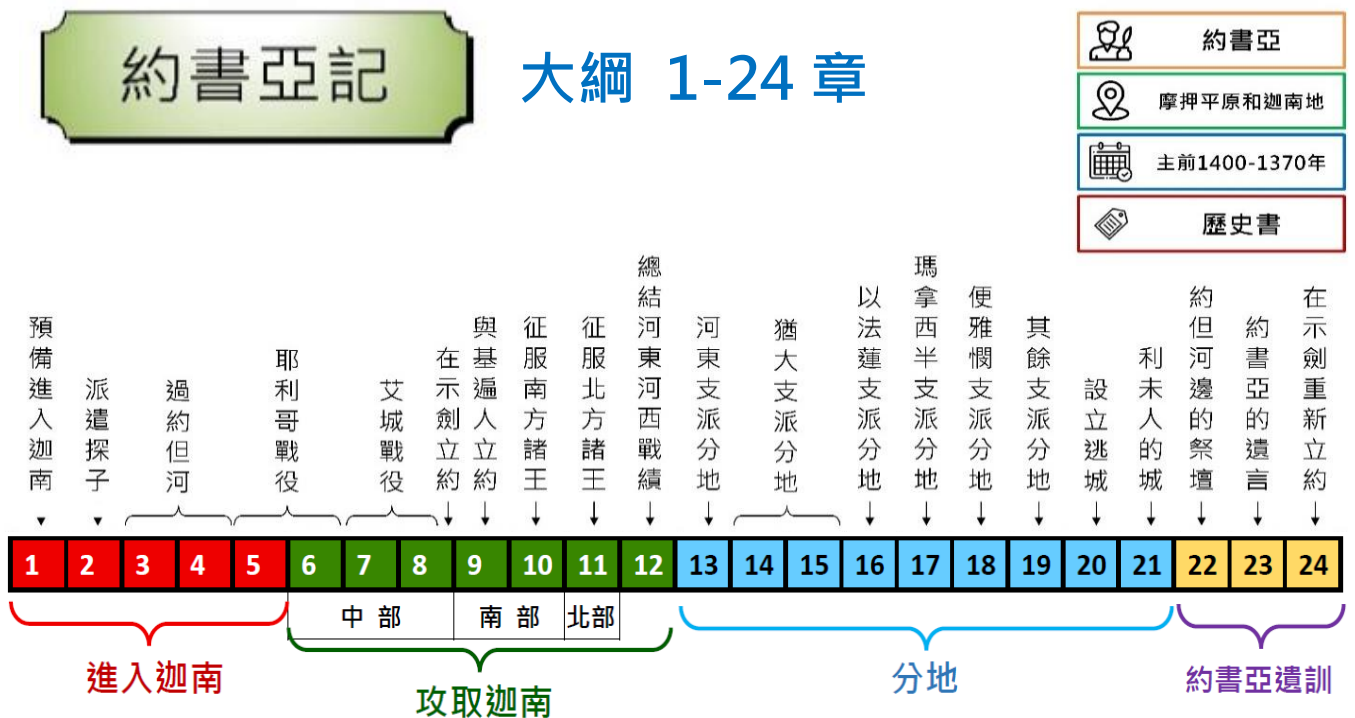 約書亞記
大綱 1-24 章
約書亞
摩押平原和迦南地
主前1400-1370年
歷史書
預備進入迦南
派遣探子
過約但河
耶利哥戰役
艾城戰役
在示劍立約
與基遍人立約
征服南方諸王
征服北方諸王
總結河東河西戰績
河東支派分地
猶大支派分地
以法蓮支派分地
瑪拿西半支派分地
便雅憫支派分地
其餘支派分地
設立逃城
利未人的城
約但河邊的祭壇
約書亞的遺言
在示劍重新立約
1 2 3 4 5 6 7 8 9 10 11 12 13 14 15 16 17 18 19 20 21 22 23 24
中部 南部 北部
進入迦南
攻取迦南
分地
約書亞遺訓